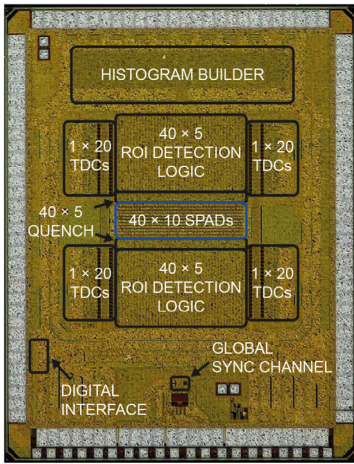 HISTOGRAM BUILDER
1 × 20
TDCs
40 × 5
ROI DETECTION
LOGIC
1 × 20
TDCs
40 × 5
QUENCH
40 × 10 SPADs
1 × 20
TDCs
40 × 5
ROI DETECTION
LOGIC
1 × 20
TDCs
GLOBAL
SYNC CHANNEL
DIGITAL
INTERFACE